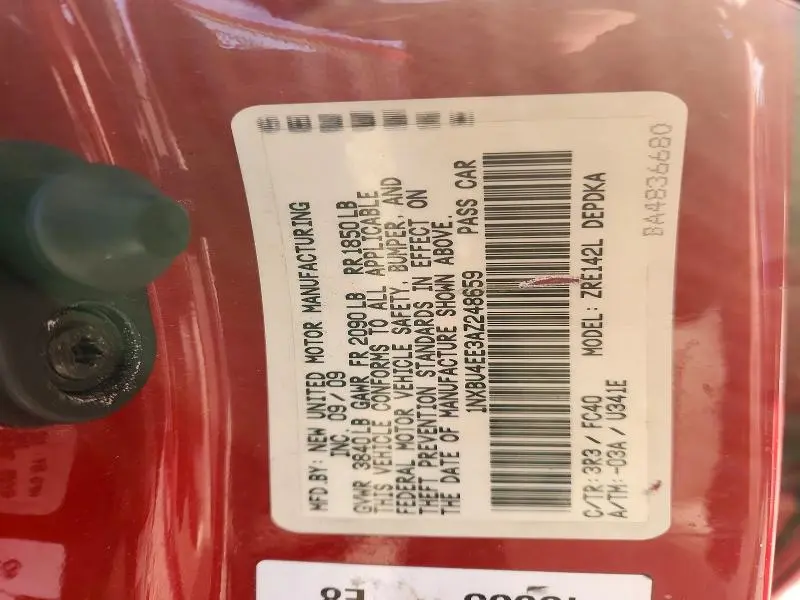 MFD.BY: NEW UNITED MOTOR MANUFACTURING
INC. 09/09
GVWR 3840LB GAWR FR 2090LB RR1850LB
THIS VEHICLE CONFORMS TO ALL APPLICABLE
FEDERAL MOTOR VEHICLE SAFETY, BUMPER, AND
THEFT PREVENTION STANDARDS IN EFFECT ON
THE DATE OF MANUFACTURE SHOWN ABOVE.
1NXBU4EE3AZ248659 PASS CAR
C/TR:3R3/FC40 MODEL: ZRE142L DEPDKA
A/TM:-03A/U341E
BA4836680